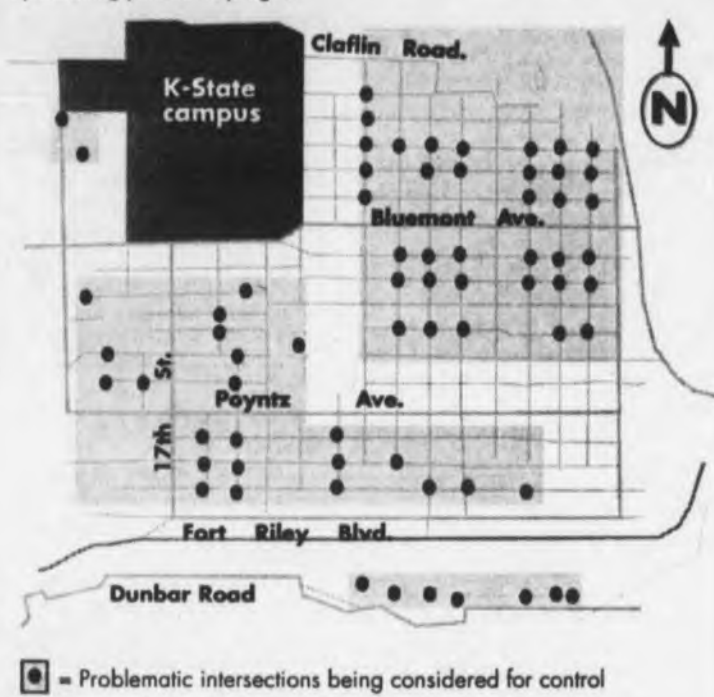 Claflin Road.
K-State
campus
N
Bluemont Ave.
17th St.
Poyntz Ave.
Fort Riley Blvd.
Dunbar Road
= Problematic intersections being considered for control